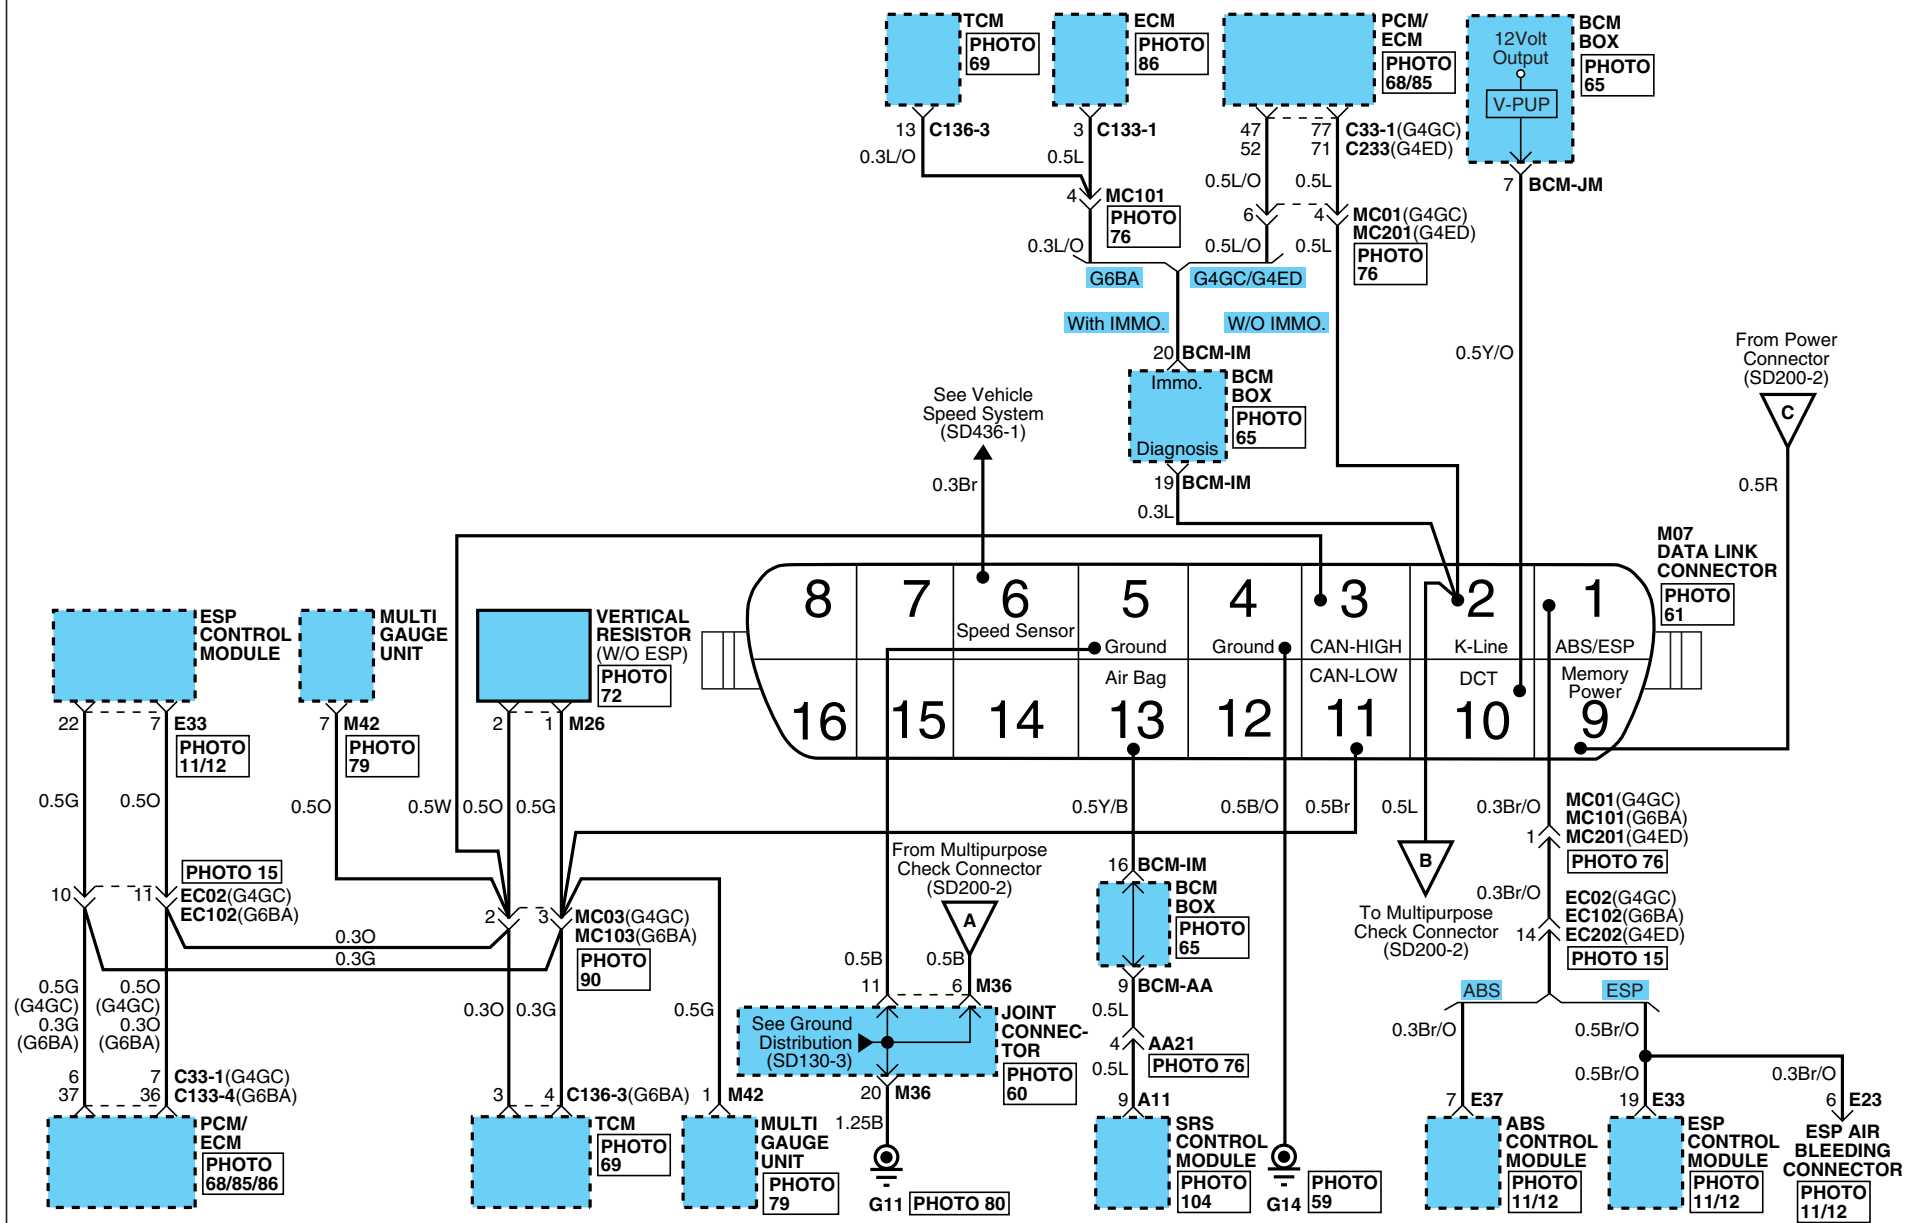 TCM
PHOTO
69
ECM
PHOTO
86
PCM/
ECM
PHOTO
68/85
12Volt
Output
V-PUP
BCM
BOX
PHOTO
65
13 C136-3
0.3L/O
3 C133-1
0.5L
47 77 C33-1(G4GC)
52 71 C233(G4ED)
7 BCM-JM
0.5L/O 0.5L
4 MC101
PHOTO
76
6 4 MC01(G4GC)
MC201(G4ED)
PHOTO
76
0.3L/O
0.5L/O 0.5L
G6BA
G4GC/G4ED
With IMMO.
W/O IMMO.
0.5Y/O
20 BCM-IM
Immo.
Diagnosis
BCM
BOX
PHOTO
65
19 BCM-IM
0.3L
See Vehicle
Speed System
(SD436-1)
0.3Br
From Power
Connector
(SD200-2)
C
0.5R
M07
DATA LINK
CONNECTOR
PHOTO
61
8 7 6 5 4 3 2 1
Speed Sensor
Ground
Ground
CAN-HIGH
K-Line
ABS/ESP
Air Bag
CAN-LOW
DCT
Memory
Power
16 15 14 13 12 11 10 9
ESP
CONTROL
MODULE
MULTI
GAUGE
UNIT
VERTICAL
RESISTOR
(W/O ESP)
PHOTO
72
22 7 E33
PHOTO
11/12
7 M42
PHOTO
79
2 1 M26
0.5G 0.5O
0.5O
0.5W 0.5O 0.5G
0.5Y/B
0.5B/O
0.5Br
0.5L
0.3Br/O
MC01(G4GC)
MC101(G6BA)
1 MC201(G4ED)
PHOTO 76
PHOTO 15
10 11 EC02(G4GC)
EC102(G6BA)
2 3 MC03(G4GC)
MC103(G6BA)
PHOTO
90
0.3O
0.3G
From Multipurpose
Check Connector
(SD200-2)
A
0.5B
0.5B
16 BCM-IM
BCM
BOX
PHOTO
65
9 BCM-AA
0.5L
4 AA21
PHOTO 76
0.5L
9 A11
SRS
CONTROL
MODULE
PHOTO
104
B
To Multipurpose
Check Connector
(SD200-2)
0.3Br/O
EC02(G4GC)
EC102(G6BA)
14 EC202(G4ED)
PHOTO 15
ABS
ESP
0.3Br/O
0.5Br/O
0.5Br/O
0.3Br/O
7 E37
19 E33
6 E23
ABS
CONTROL
MODULE
PHOTO
11/12
ESP
CONTROL
MODULE
PHOTO
11/12
ESP AIR
BLEEDING
CONNECTOR
PHOTO
11/12
11 6 M36
See Ground
Distribution
(SD130-3)
JOINT
CONNEC-
TOR
PHOTO
60
20 M36
1.25B
G11 PHOTO 80
G14
PHOTO
59
0.5G
(G4GC)
0.3G
(G6BA)
0.5O
(G4GC)
0.3O
(G6BA)
6 7 C33-1(G4GC)
37 36 C133-4(G6BA)
PCM/
ECM
PHOTO
68/85/86
0.3O 0.3G
0.5G
3 4 C136-3(G6BA)
TCM
PHOTO
69
1 M42
MULTI
GAUGE
UNIT
PHOTO
79